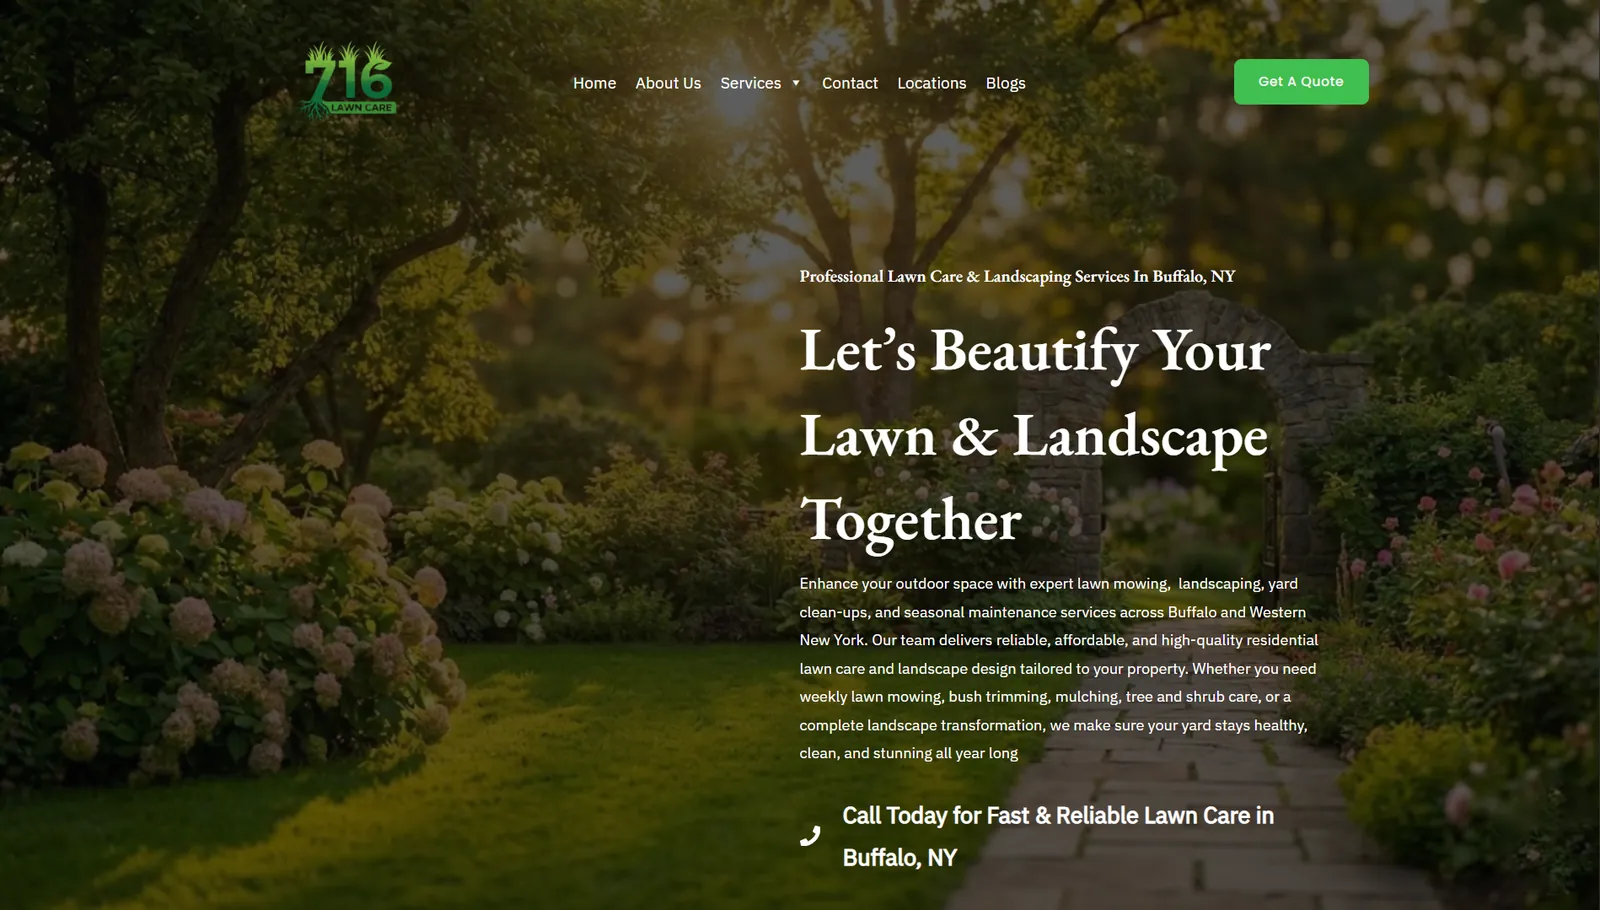 716
LAWN CARE
Home About Us Services Contact Locations Blogs
Get A Quote
Professional Lawn Care & Landscaping Services In Buffalo, NY
Let’s Beautify Your
Lawn & Landscape
Together
Enhance your outdoor space with expert lawn mowing,  landscaping, yard
clean-ups, and seasonal maintenance services across Buffalo and Western
New York. Our team delivers reliable, affordable, and high-quality residential
lawn care and landscape design tailored to your property. Whether you need
weekly lawn mowing, bush trimming, mulching, tree and shrub care, or a
complete landscape transformation, we make sure your yard stays healthy,
clean, and stunning all year long
Call Today for Fast & Reliable Lawn Care in
Buffalo, NY